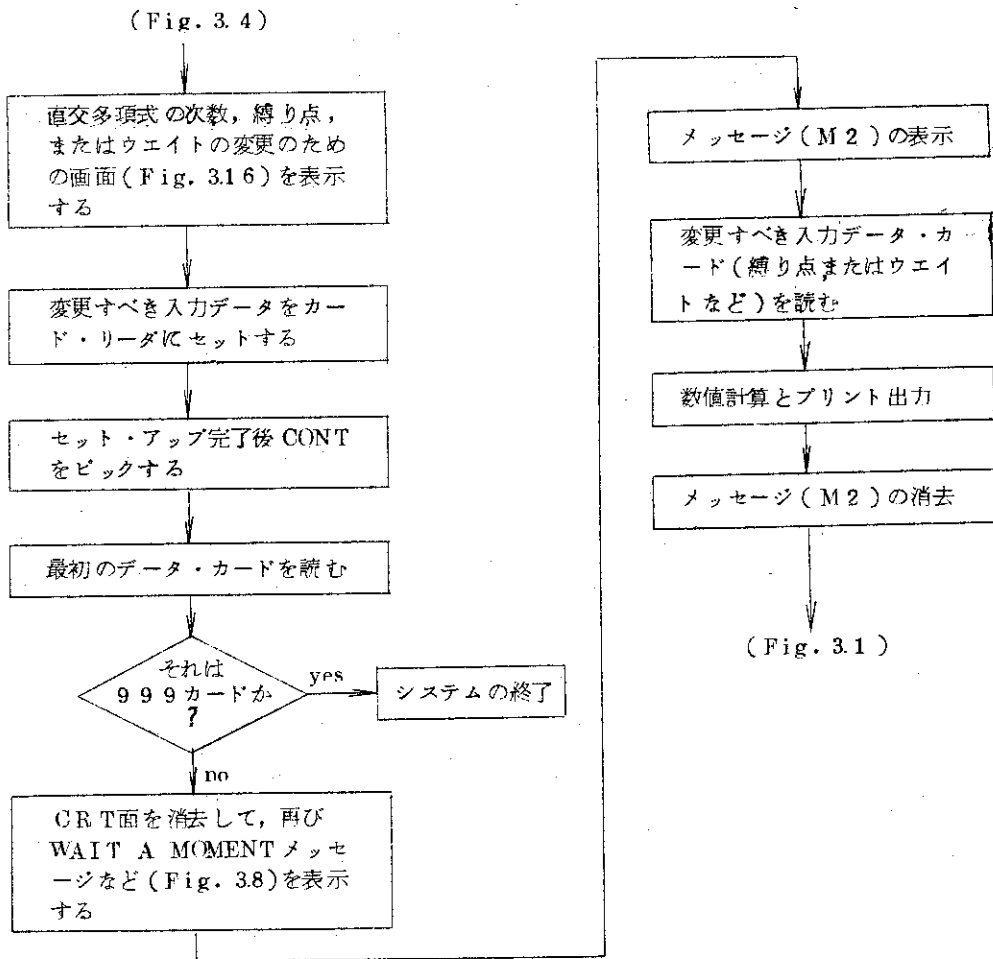 (Fig. 3.4)
直交多項式の次数，縛り点，
またはウエイトの変更のため
の画面(Fig. 3.16)を表示
する
変更すべき入力データをカー
ド・リーダにセットする
セット・アップ完了後CONT
をピックする
最初のデータ・カードを読む
それは
999カードか
?
yes
システムの終了
no
CRT面を消去して，再び
WAIT A MOMENTメッセ
ージなど(Fig. 3.8)を表示
する
メッセージ(M2)の表示
変更すべき入力データ・カ
ード(縛り点またはウエイ
トなど)を読む
数値計算とプリント出力
メッセージ(M2)の消去
(Fig. 3.1)